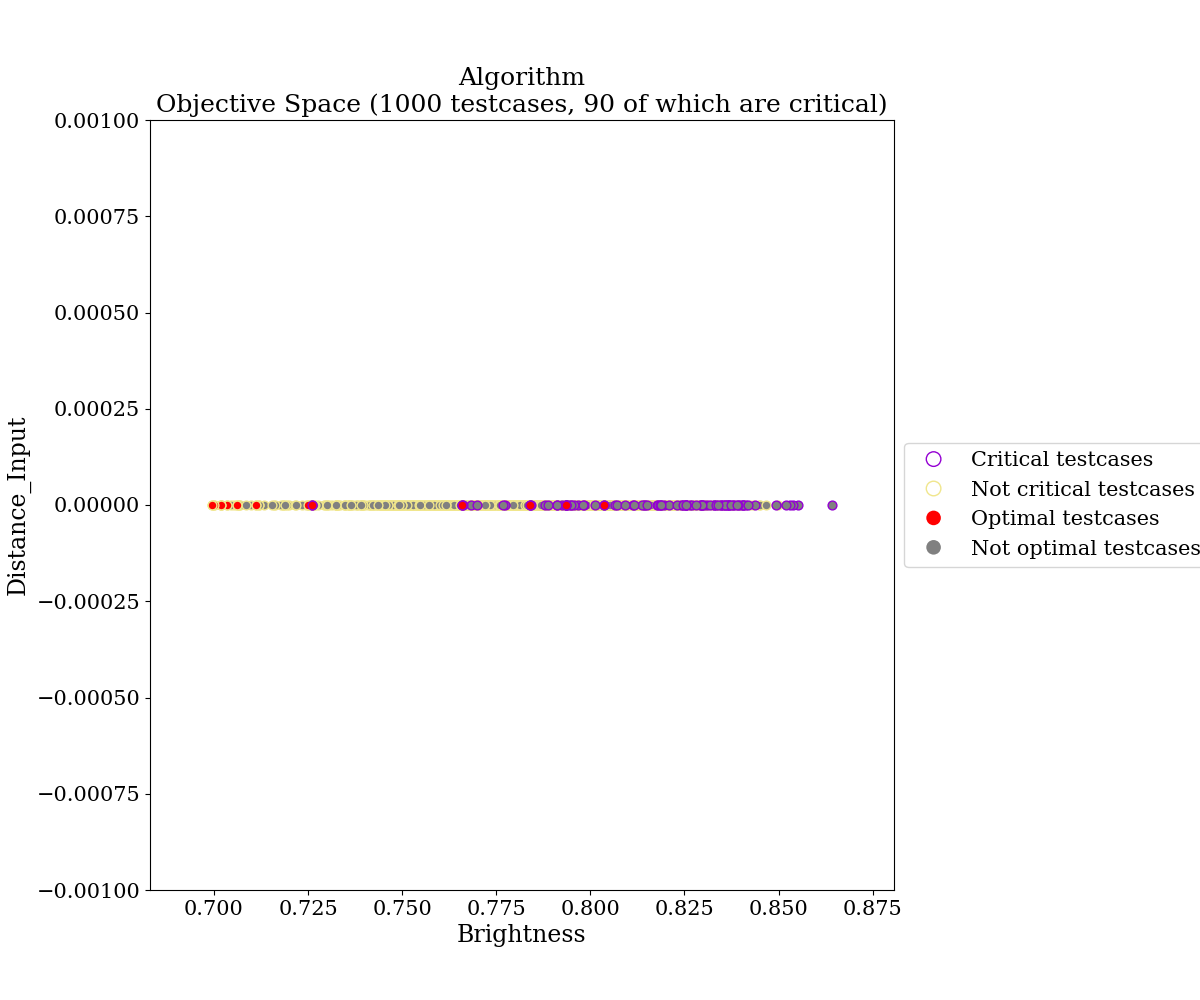 Algorithm
Objective Space (1000 testcases, 90 of which are critical)
0.00100
0.00075
0.00050
0.00025
0.00000
−0.00025
−0.00050
−0.00075
−0.00100
Distance_Input
0.700 0.725 0.750 0.775 0.800 0.825 0.850 0.875
Brightness
Critical testcases
Not critical testcases
Optimal testcases
Not optimal testcases